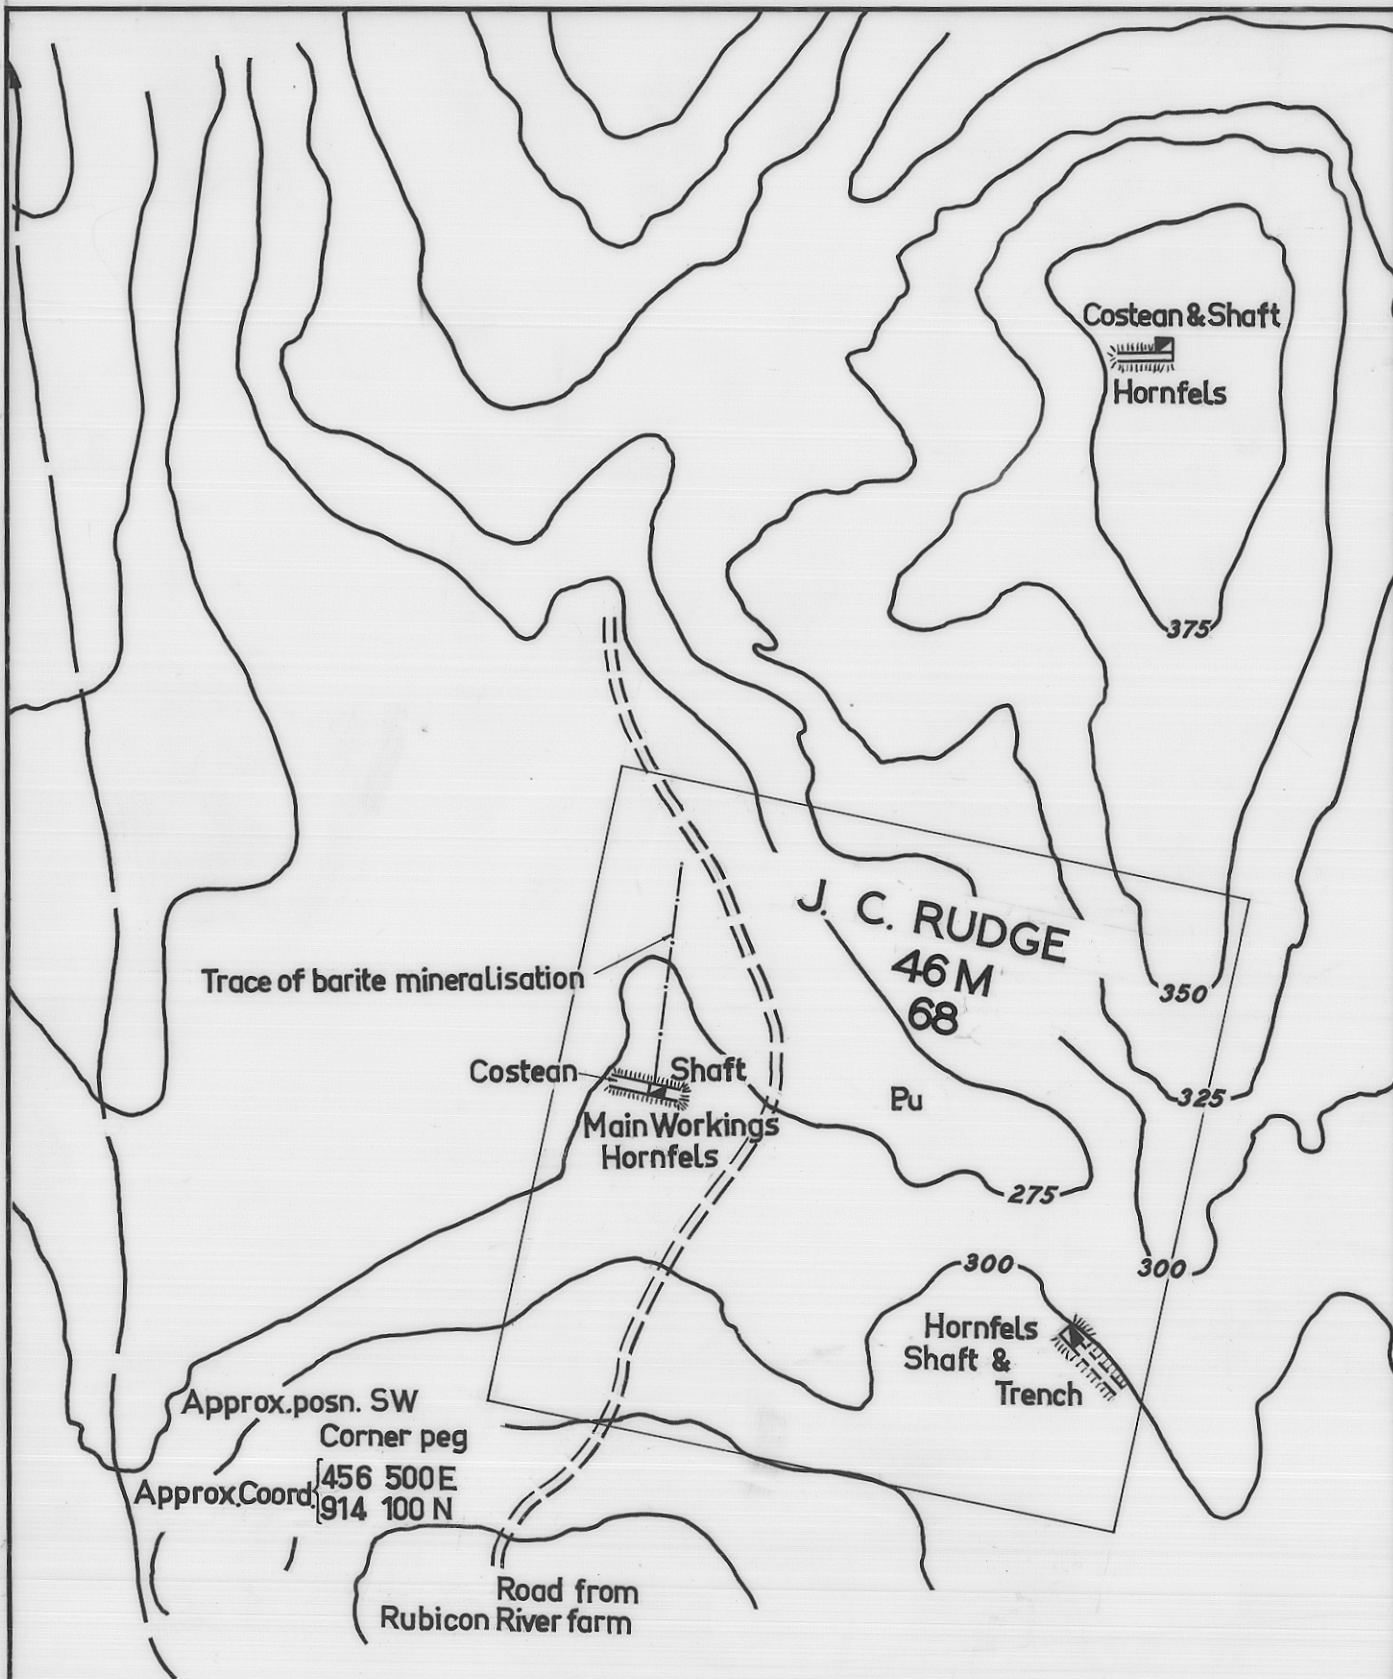 Costean & Shaft
Hornfels
375
J. C. RUDGE
46 M
68
Trace of barite mineralisation
350
Costean
Shaft
325
Pu
Main Workings
Hornfels
275
300
300
Hornfels
Shaft &
Trench
Approx. posn. SW
Corner peg
Approx. Coord.
456 500 E
914 100 N
Road from
Rubicon River farm